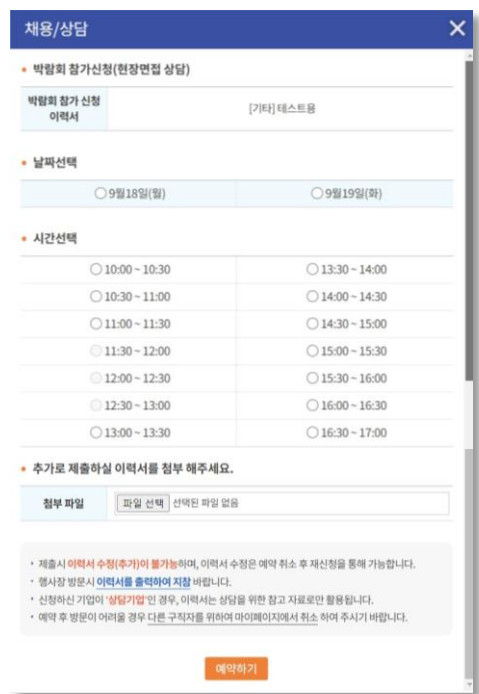 채용/상담
• 박람회 참가신청(현장면접 상담)
박람회 참가 신청
이력서
[기타] 테스트용
• 날짜선택
9월18일(월) 9월19일(화)
• 시간선택
10:00 ~ 10:30 13:30 ~ 14:00
10:30 ~ 11:00 14:00 ~ 14:30
11:00 ~ 11:30 14:30 ~ 15:00
11:30 ~ 12:00 15:00 ~ 15:30
12:00 ~ 12:30 15:30 ~ 16:00
12:30 ~ 13:00 16:00 ~ 16:30
13:00 ~ 13:30 16:30 ~ 17:00
• 추가로 제출하실 이력서를 첨부 해주세요.
첨부 파일 파일 선택 선택된 파일 없음
• 제출시 이력서 수정(추가)이 불가능하며, 이력서 수정은 예약 취소 후 재신청을 통해 가능합니다.
• 행사장 방문시 이력서를 출력하여 지참 바랍니다.
• 신청하신 기업이 '상담기업'인 경우, 이력서는 상담을 위한 참고 자료로만 활용됩니다.
• 예약 후 방문이 어려울 경우 다른 구직자를 위하여 마이페이지에서 취소 하여 주시기 바랍니다.
예약하기